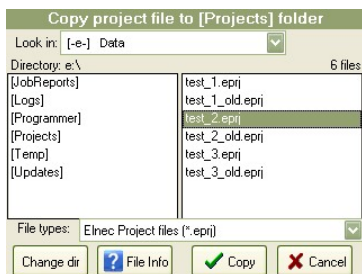 Copy project file to [Projects] folder
Look in: [-e-] Data
Directory: e:\ 6 files
[JobReports]
[Logs]
[Programmer]
[Projects]
[Temp]
[Updates]
test_1.eprj
test_1_old.eprj
test_2.eprj
test_2_old.eprj
test_3.eprj
test_3_old.eprj
File types: Elnec Project files (*.eprj)
Change dir ? File Info Copy Cancel